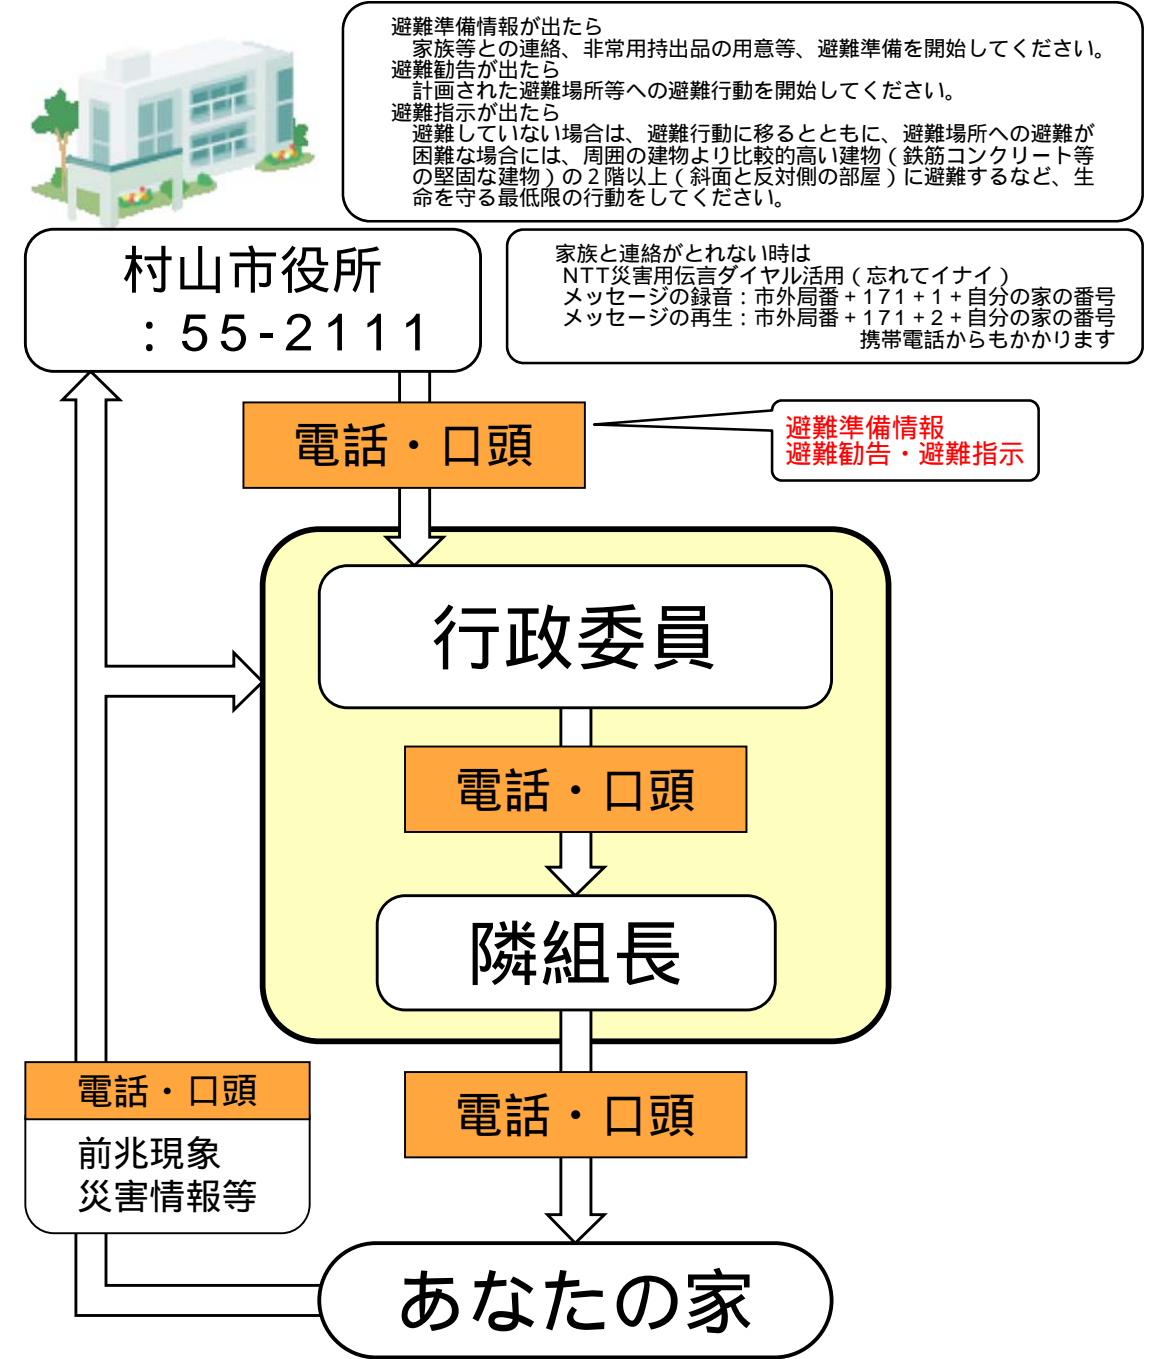 避難準備情報が出たら
家族等との連絡、非常用持出品の用意等、避難準備を開始してください。
避難勧告が出たら
計画された避難場所等への避難行動を開始してください。
避難指示が出たら
避難していない場合は、避難行動に移るとともに、避難場所への避難が
困難な場合には、周囲の建物より比較的高い建物（鉄筋コンクリート等
の堅固な建物）の２階以上（斜面と反対側の部屋）に避難するなど、生
命を守る最低限の行動をしてください。
村山市役所
：55-2111
家族と連絡がとれない時は
NTT災害用伝言ダイヤル活用（忘れてイナイ）
メッセージの録音：市外局番＋171＋1＋自分の家の番号
メッセージの再生：市外局番＋171＋2＋自分の家の番号
携帯電話からもかかります
電話・口頭
避難準備情報
避難勧告・避難指示
行政委員
電話・口頭
隣組長
電話・口頭
電話・口頭
前兆現象
災害情報等
あなたの家